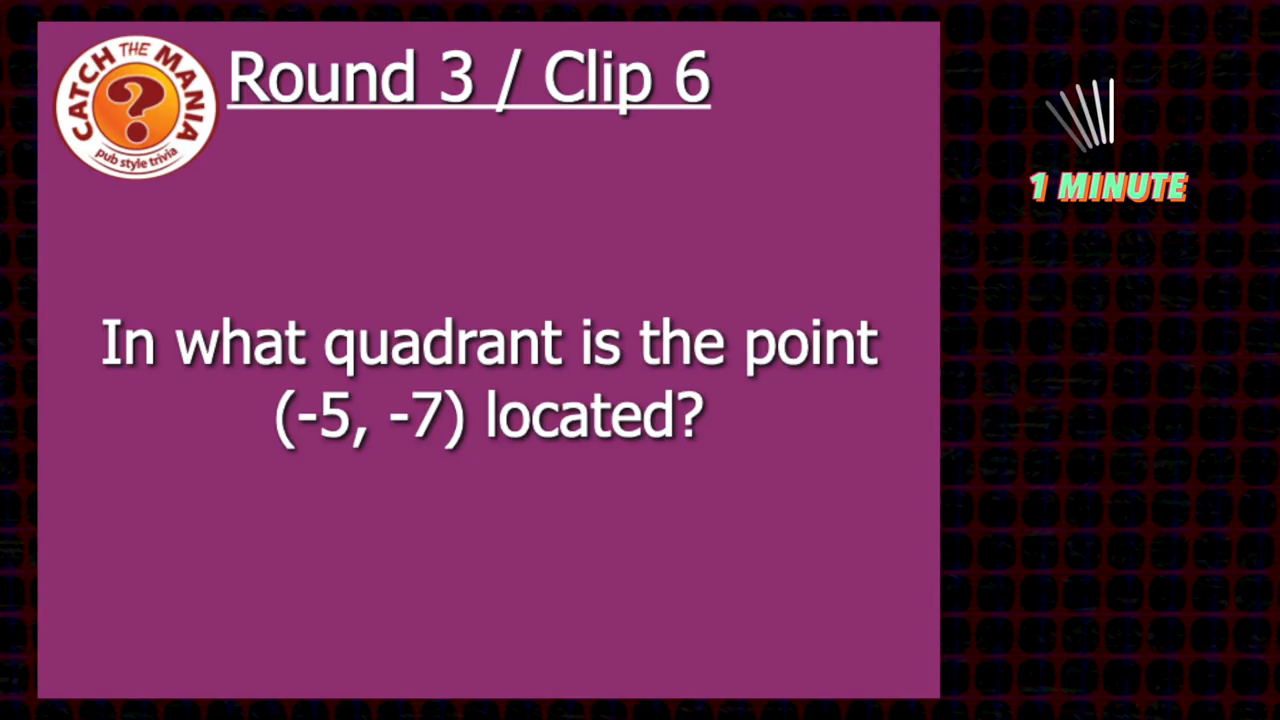 CATCH THE MANIA
?
pub style trivia
Round 3 / Clip 6
1 MINUTE
In what quadrant is the point
(-5, -7) located?